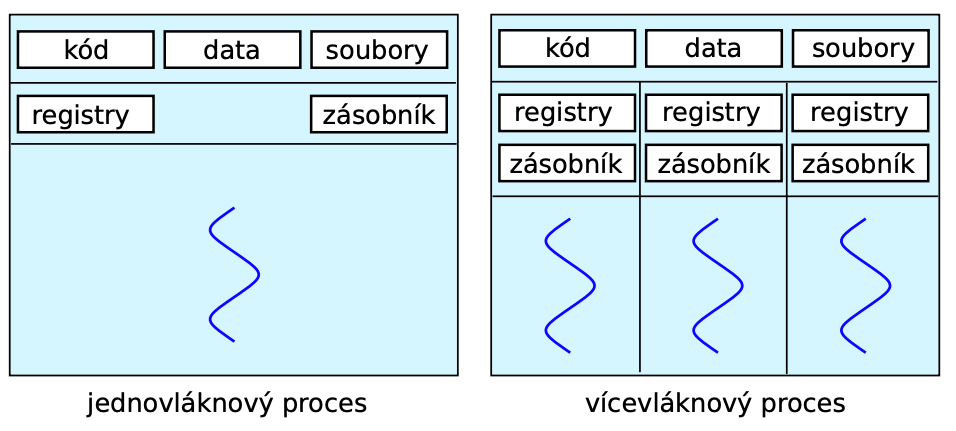 kód data soubory
registry zásobník
jednovláknový proces
kód data soubory
registry registry registry
zásobník zásobník zásobník
vícevláknový proces